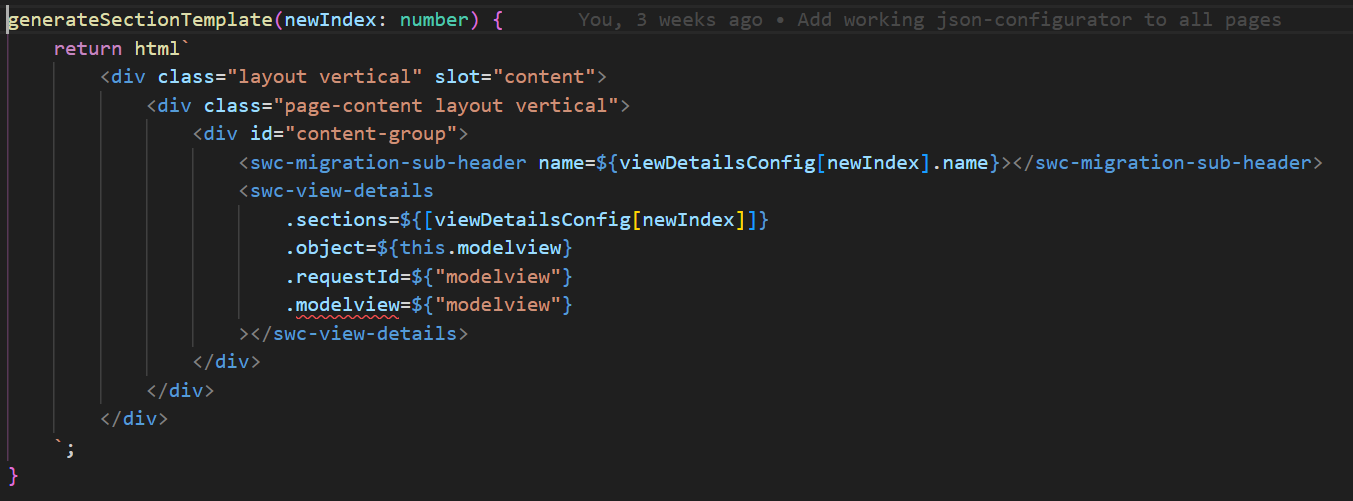 generateSectionTemplate(newIndex: number) {        You, 3 weeks ago • Add working json-configurator to all pages
    return html`
        <div class="layout vertical" slot="content">
            <div class="page-content layout vertical">
                <div id="content-group">
                    <swc-migration-sub-header name=${viewDetailsConfig[newIndex].name}></swc-migration-sub-header>
                    <swc-view-details
                        .sections=${[viewDetailsConfig[newIndex]]}
                        .object=${this.modelview}
                        .requestId=${"modelview"}
                        .modelview=${"modelview"}
                    ></swc-view-details>
                </div>
            </div>
        </div>
    `;
}